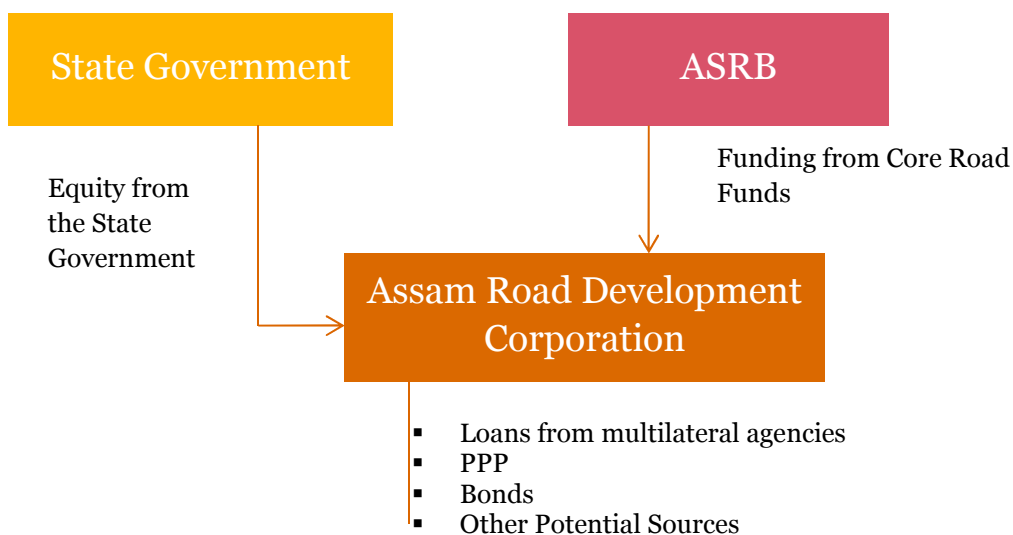 State Government
ASRB
Equity from
the State
Government
Funding from Core Road
Funds
Assam Road Development
Corporation
▪ Loans from multilateral agencies
▪ PPP
▪ Bonds
▪ Other Potential Sources